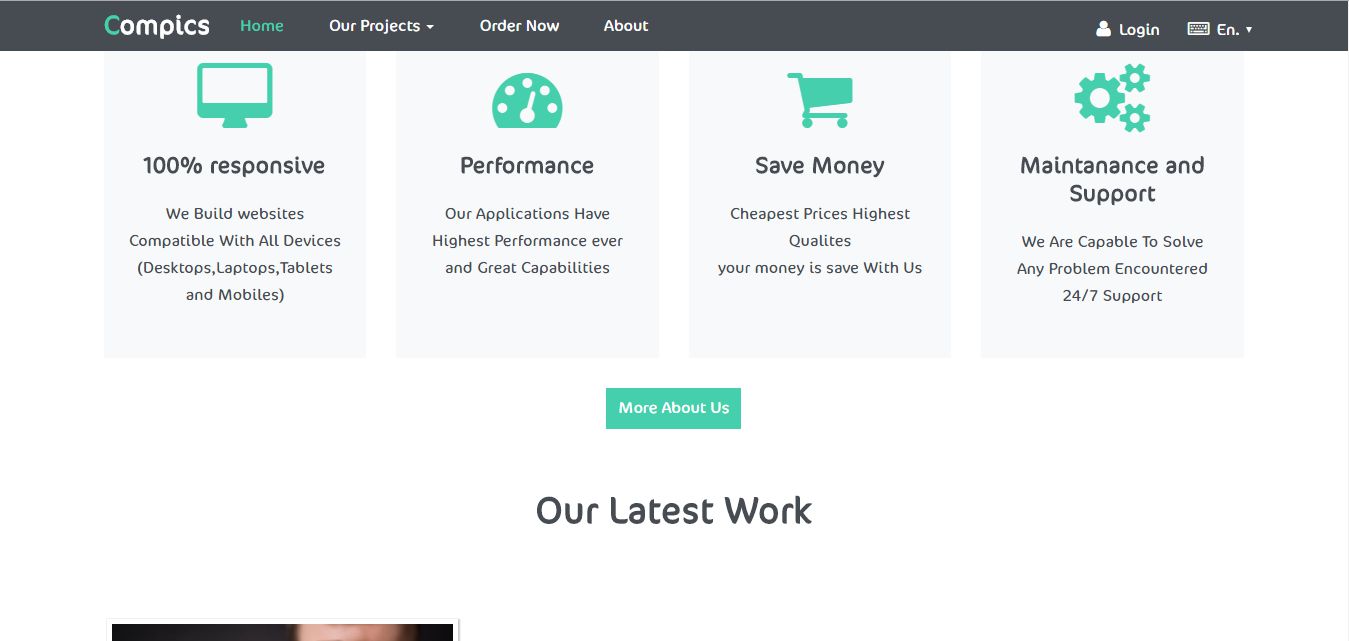 Compics Home Our Projects Order Now About Login En.
100% responsive
We Build websites
Compatible With All Devices
(Desktops,Laptops,Tablets
and Mobiles)
Performance
Our Applications Have
Highest Performance ever
and Great Capabilities
Save Money
Cheapest Prices Highest
Qualites
your money is save With Us
Maintanance and
Support
We Are Capable To Solve
Any Problem Encountered
24/7 Support
More About Us
Our Latest Work